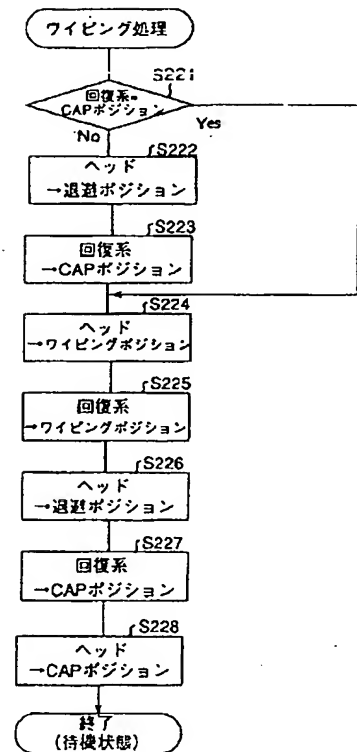 ワイピング処理
S221
回復系=
CAPポジション
Yes
No
S222
ヘッド
→退避ポジション
S223
回復系
→CAPポジション
S224
ヘッド
→ワイピングポジション
S225
回復系
→ワイピングポジション
S226
ヘッド
→退避ポジション
S227
回復系
→CAPポジション
S228
ヘッド
→CAPポジション
終了
(待機状態)